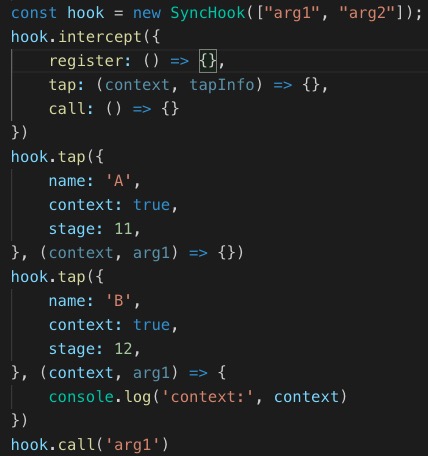 const hook = new SyncHook(["arg1", "arg2"]);
hook.intercept({
    register: () => {},
    tap: (context, tapInfo) => {},
    call: () => {}
})
hook.tap({
    name: 'A',
    context: true,
    stage: 11,
}, (context, arg1) => {})
hook.tap({
    name: 'B',
    context: true,
    stage: 12,
}, (context, arg1) => {
    console.log('context:', context)
})
hook.call('arg1')